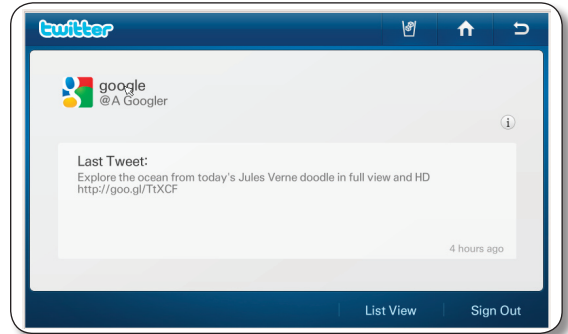 twitter
google
@A Googler
i
Last Tweet:
Explore the ocean from today's Jules Verne doodle in full view and HD
http://goo.gl/TtXCF
4 hours ago
List View
Sign Out